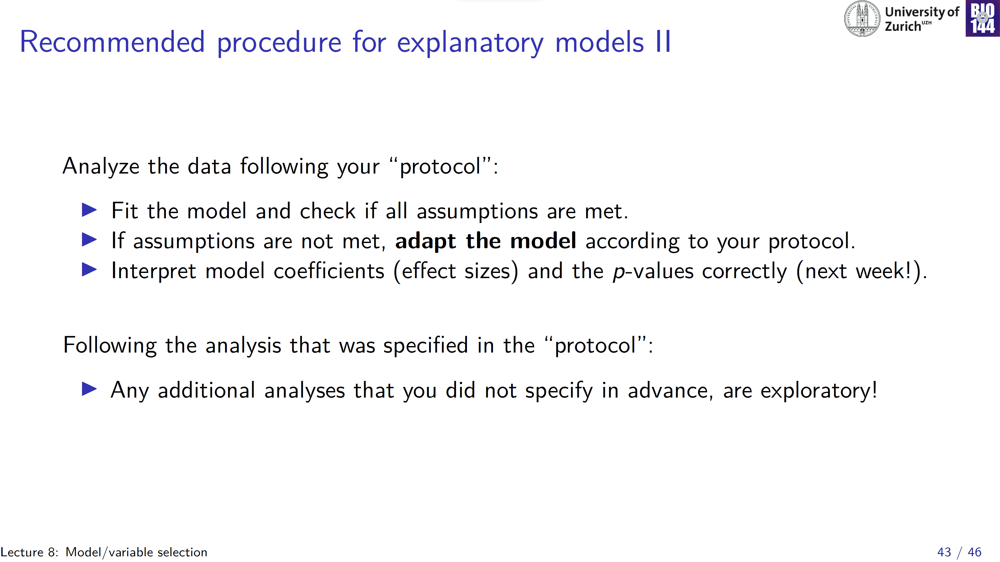 University of
Zurich UZH
BIO
144
Recommended procedure for explanatory models II
Analyze the data following your “protocol”:
▶ Fit the model and check if all assumptions are met.
▶ If assumptions are not met, adapt the model according to your protocol.
▶ Interpret model coefficients (effect sizes) and the p-values correctly (next week!).
Following the analysis that was specified in the “protocol”:
▶ Any additional analyses that you did not specify in advance, are exploratory!
Lecture 8: Model/variable selection
43 / 46